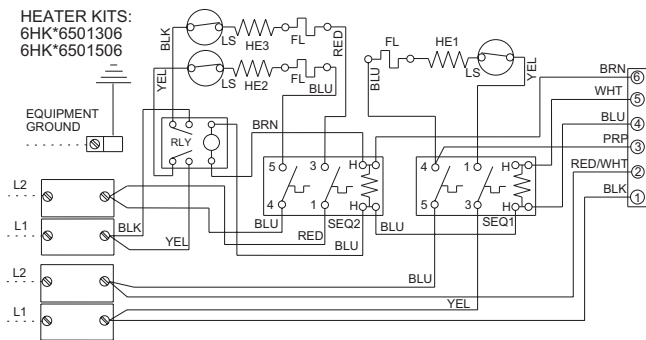 HEATER KITS:
6HK*6501306
6HK*6501506
BLK
LS
HE3
FL
RED
HE1
FL
BLU
LS
YEL
YEL
LS
HE2
FL
BLU
BRN
6
WHT
5
BLU
4
PRP
3
RED/WHT
2
BLK
1
EQUIPMENT
GROUND
RLY
BRN
5
3
H
4
1
H
4
1
H
5
3
H
SEQ2
SEQ1
L2
L1
BLK
YEL
BLU
RED
BLU
BLU
L2
BLU
L1
YEL